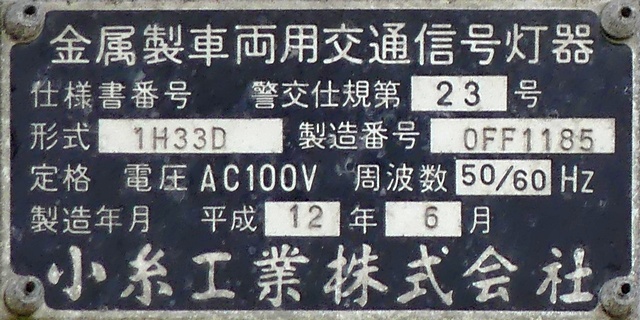 金属製車両用交通信号灯器
仕様書番号 警交仕規第 23 号
形式 1H33D 製造番号 0FF1185
定格 電圧 AC100V 周波数 50/60 Hz
製造年月 平成 12 年 6 月
小糸工業株式会社